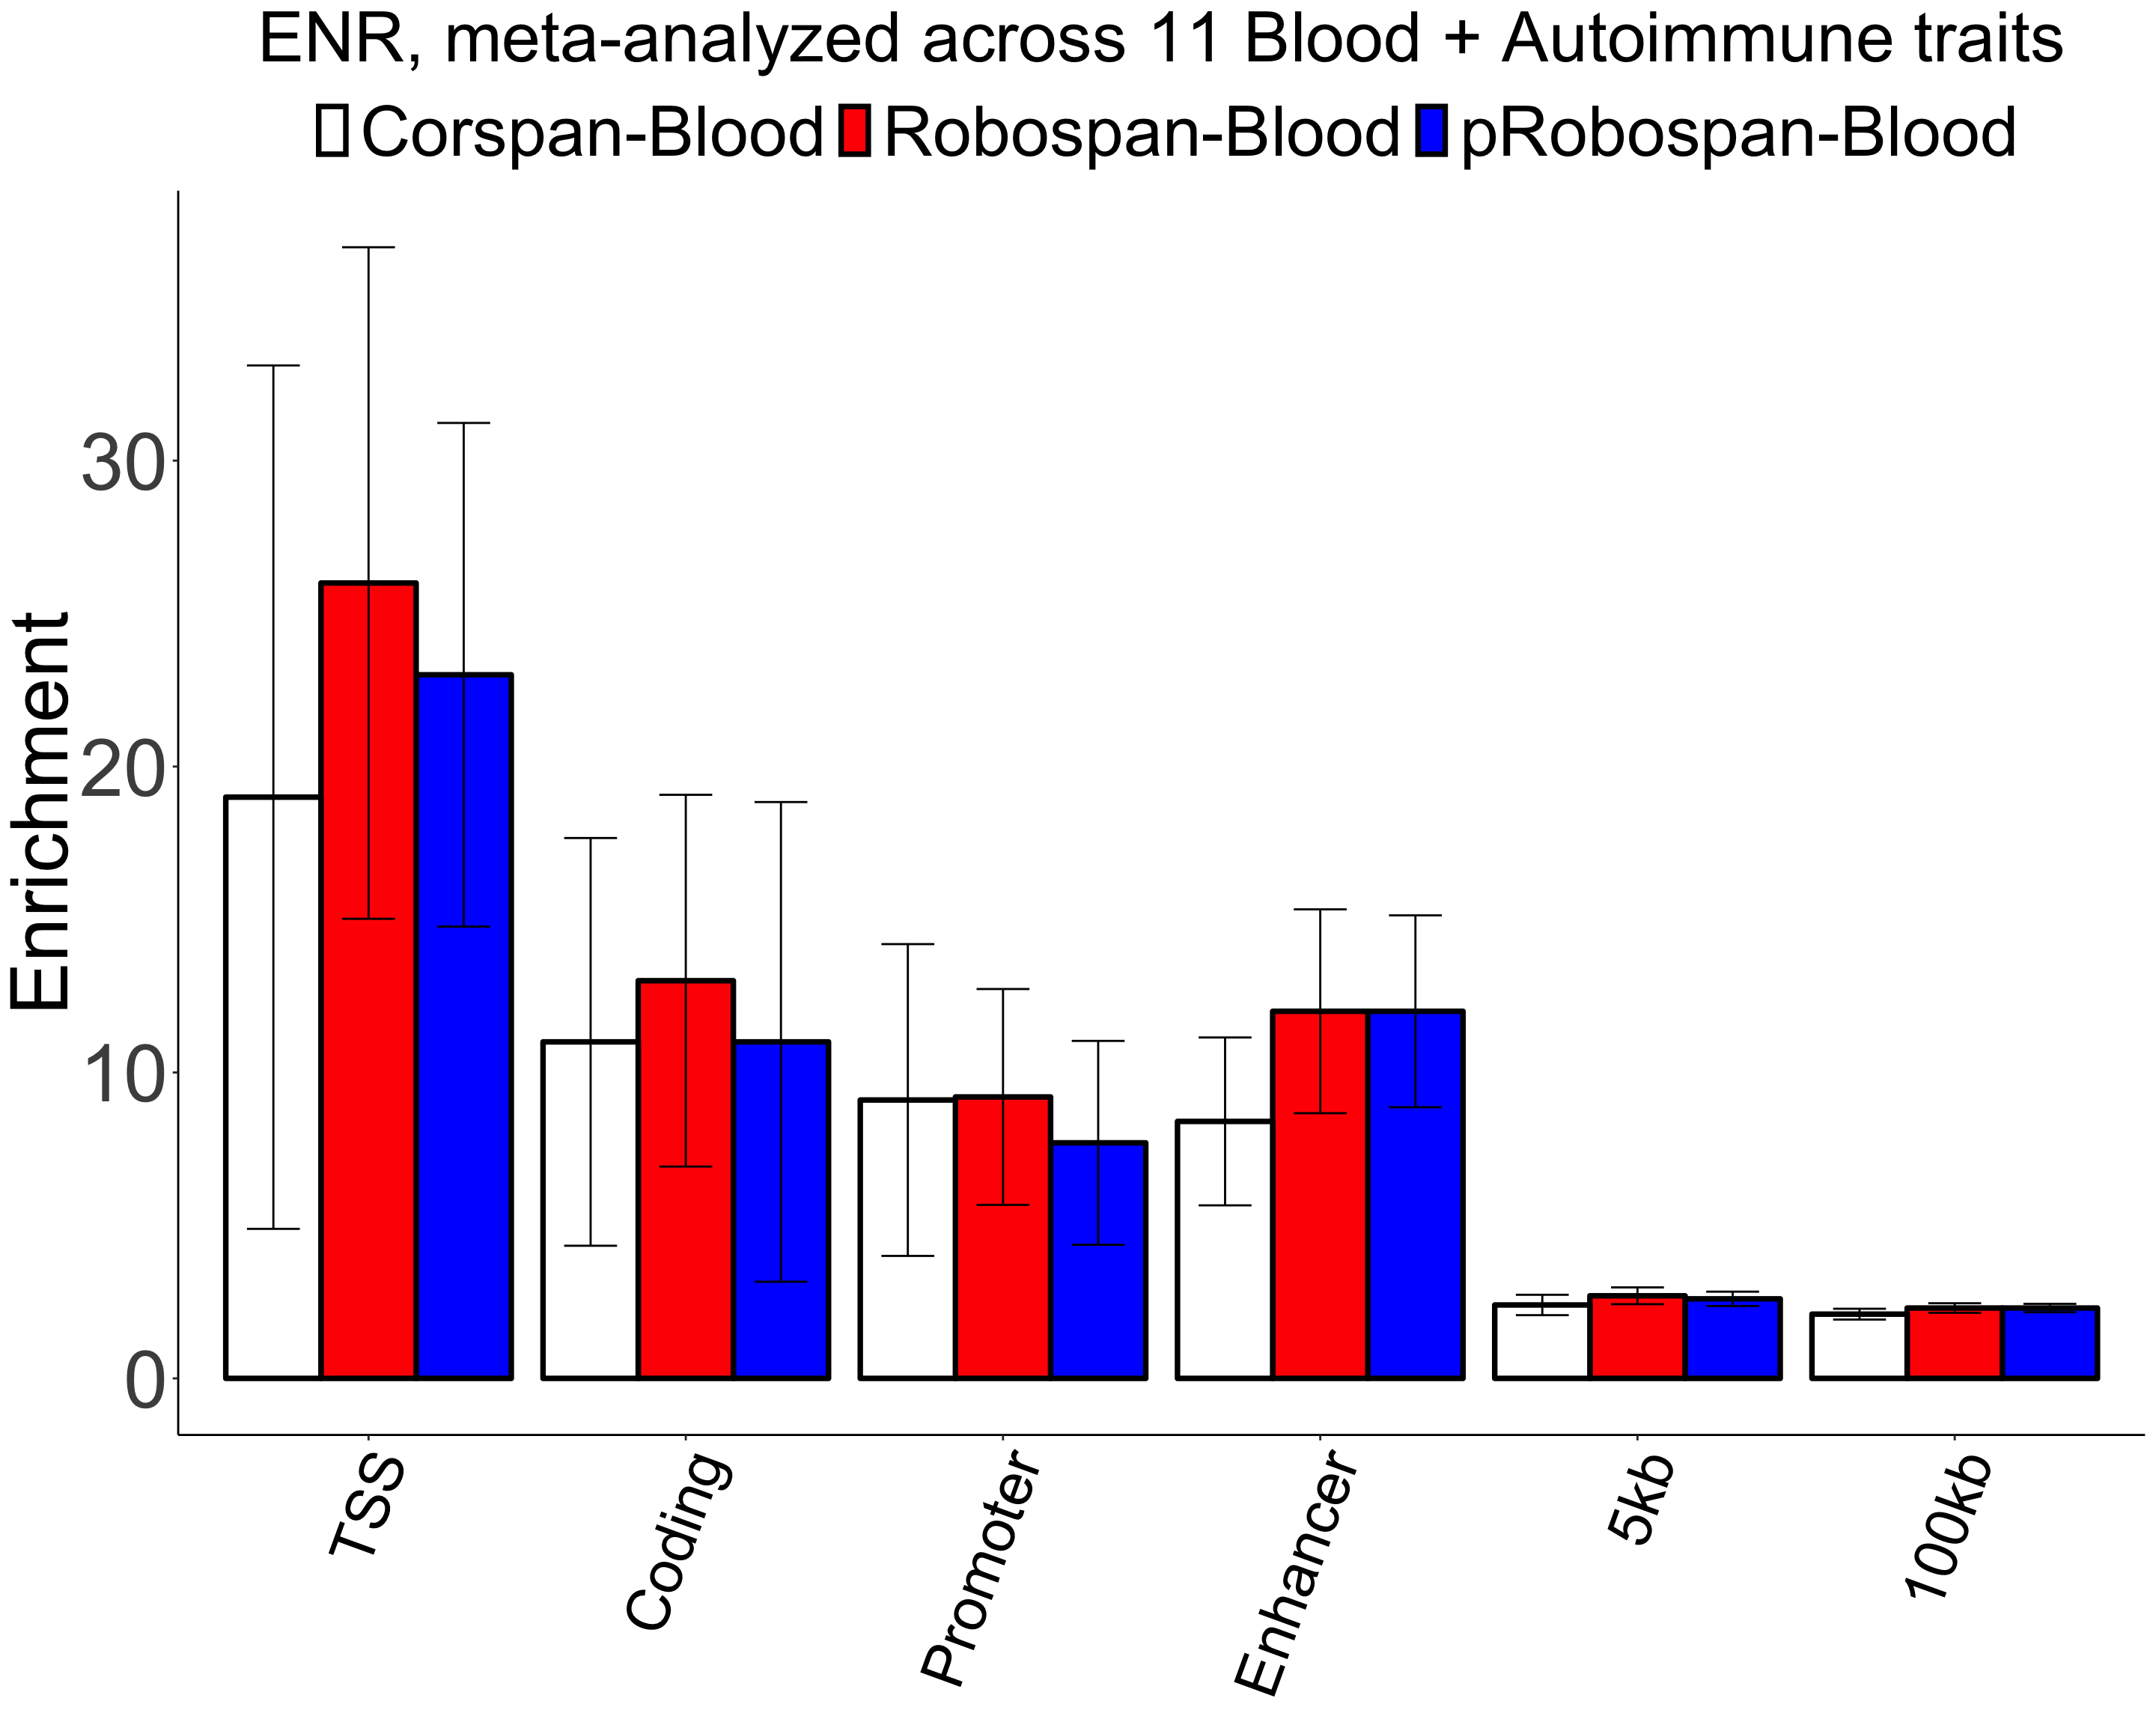 ENR, meta-analyzed across 11 Blood + Autoimmune traits
Corspan-Blood Robospan-Blood pRobospan-Blood
Enrichment
30
20
10
0
TSS
Coding
Promoter
Enhancer
5kb
100kb